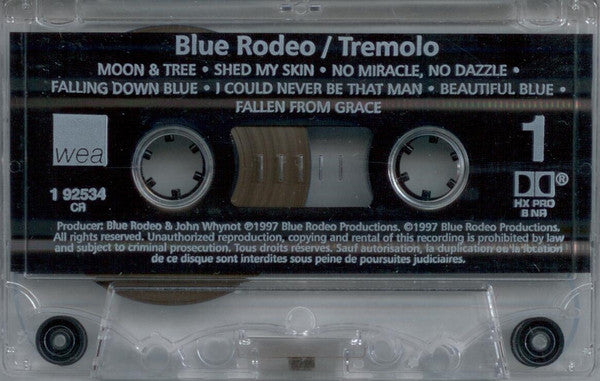 Blue Rodeo / Tremolo
MOON & TREE • SHED MY SKIN • NO MIRACLE, NO DAZZLE •
FALLING DOWN BLUE • I COULD NEVER BE THAT MAN • BEAUTIFUL BLUE •
FALLEN FROM GRACE
wea
1
1 92534
CR
HX PRO
B NR
®
Producer: Blue Rodeo & John Whynot ℗1997 Blue Rodeo Productions. ©1997 Blue Rodeo Productions.
All rights reserved. Unauthorized reproduction, copying and rental of this recording is prohibited by law
and subject to criminal prosecution. Tous droits réservés. Sauf autorisation, la duplication ou la location
de ce disque sont interdites sous peine de poursuites judiciaires.